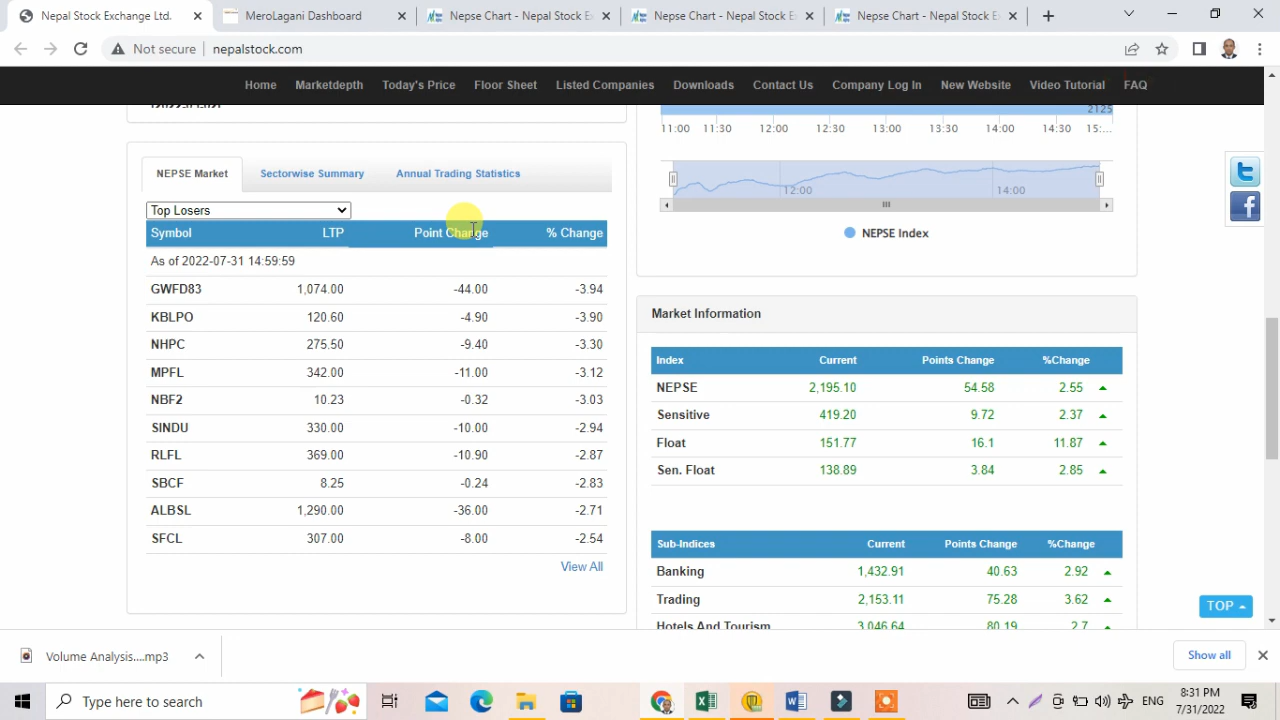 Nepal Stock Exchange Ltd.
MeroLagani Dashboard
Nepse Chart - Nepal Stock E
Nepse Chart - Nepal Stock E
Nepse Chart - Nepal Stock E
Not secure
nepalstock.com
Home Marketdepth Today's Price Floor Sheet Listed Companies Downloads Contact Us Company Log In New Website Video Tutorial FAQ
2125
11:00 11:30 12:00 12:30 13:00 13:30 14:00 14:30 15:...
12:00 14:00
NEPSE Index
NEPSE Market Sectorwise Summary Annual Trading Statistics
Top Losers
Symbol LTP Point Change % Change
As of 2022-07-31 14:59:59
GWFD83 1,074.00 -44.00 -3.94
KBLPO 120.60 -4.90 -3.90
NHPC 275.50 -9.40 -3.30
MPFL 342.00 -11.00 -3.12
NBF2 10.23 -0.32 -3.03
SINDU 330.00 -10.00 -2.94
RLFL 369.00 -10.90 -2.87
SBCF 8.25 -0.24 -2.83
ALBSL 1,290.00 -36.00 -2.71
SFCL 307.00 -8.00 -2.54
View All
Market Information
Index Current Points Change %Change
NEPSE 2,195.10 54.58 2.55
Sensitive 419.20 9.72 2.37
Float 151.77 16.1 11.87
Sen. Float 138.89 3.84 2.85
Sub-Indices Current Points Change %Change
Banking 1,432.91 40.63 2.92
Trading 2,153.11 75.28 3.62
Hotels And Tourism 3,046.64 80.19 2.7
TOP
Volume Analysis....mp3
Show all
Type here to search
ENG
8:31 PM
7/31/2022